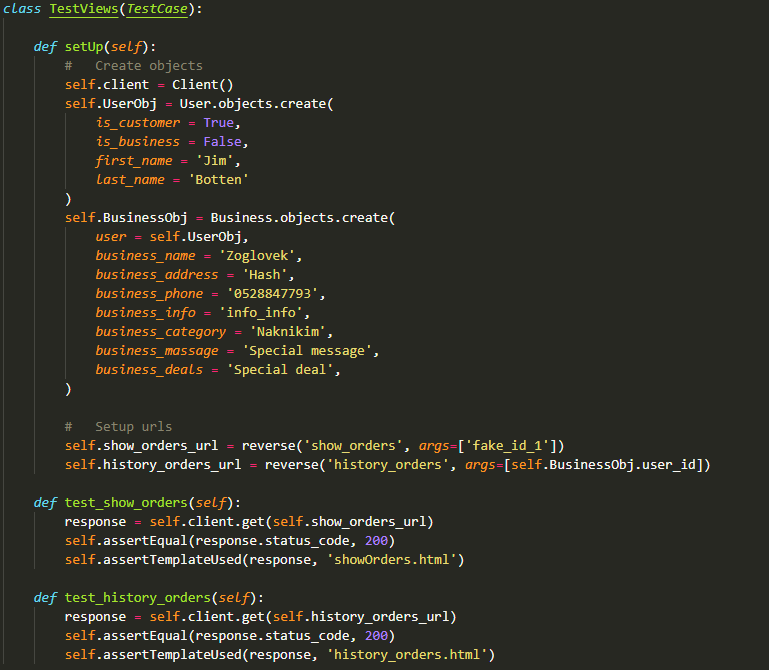 class TestViews(TestCase):
def setUp(self):
# Create objects
self.client = Client()
self.UserObj = User.objects.create(
is_customer = True,
is_business = False,
first_name = 'Jim',
last_name = 'Botten'
)
self.BusinessObj = Business.objects.create(
user = self.UserObj,
business_name = 'Zoglovek',
business_address = 'Hash',
business_phone = '0528847793',
business_info = 'info_info',
business_category = 'Naknikim',
business_massage = 'Special message',
business_deals = 'Special deal',
)
# Setup urls
self.show_orders_url = reverse('show_orders', args=['fake_id_1'])
self.history_orders_url = reverse('history_orders', args=[self.BusinessObj.user_id])
def test_show_orders(self):
response = self.client.get(self.show_orders_url)
self.assertEqual(response.status_code, 200)
self.assertTemplateUsed(response, 'showOrders.html')
def test_history_orders(self):
response = self.client.get(self.history_orders_url)
self.assertEqual(response.status_code, 200)
self.assertTemplateUsed(response, 'history_orders.html')